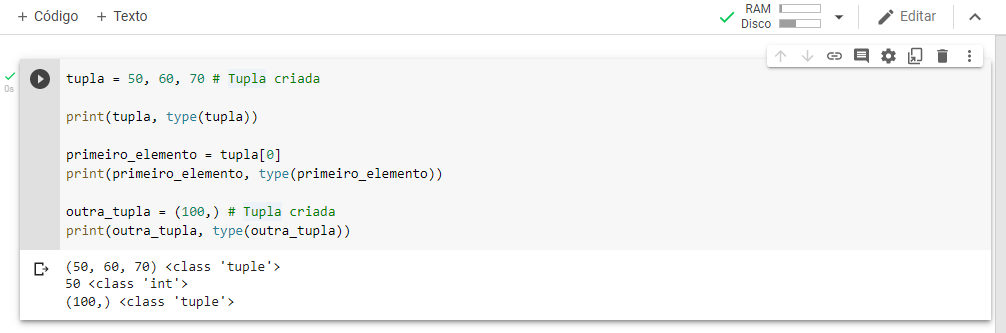 + Código + Texto
RAM
Disco
Editar
0s
tupla = 50, 60, 70 # Tupla criada
print(tupla, type(tupla))
primeiro_elemento = tupla[0]
print(primeiro_elemento, type(primeiro_elemento))
outra_tupla = (100,) # Tupla criada
print(outra_tupla, type(outra_tupla))
(50, 60, 70) <class 'tuple'>
50 <class 'int'>
(100,) <class 'tuple'>